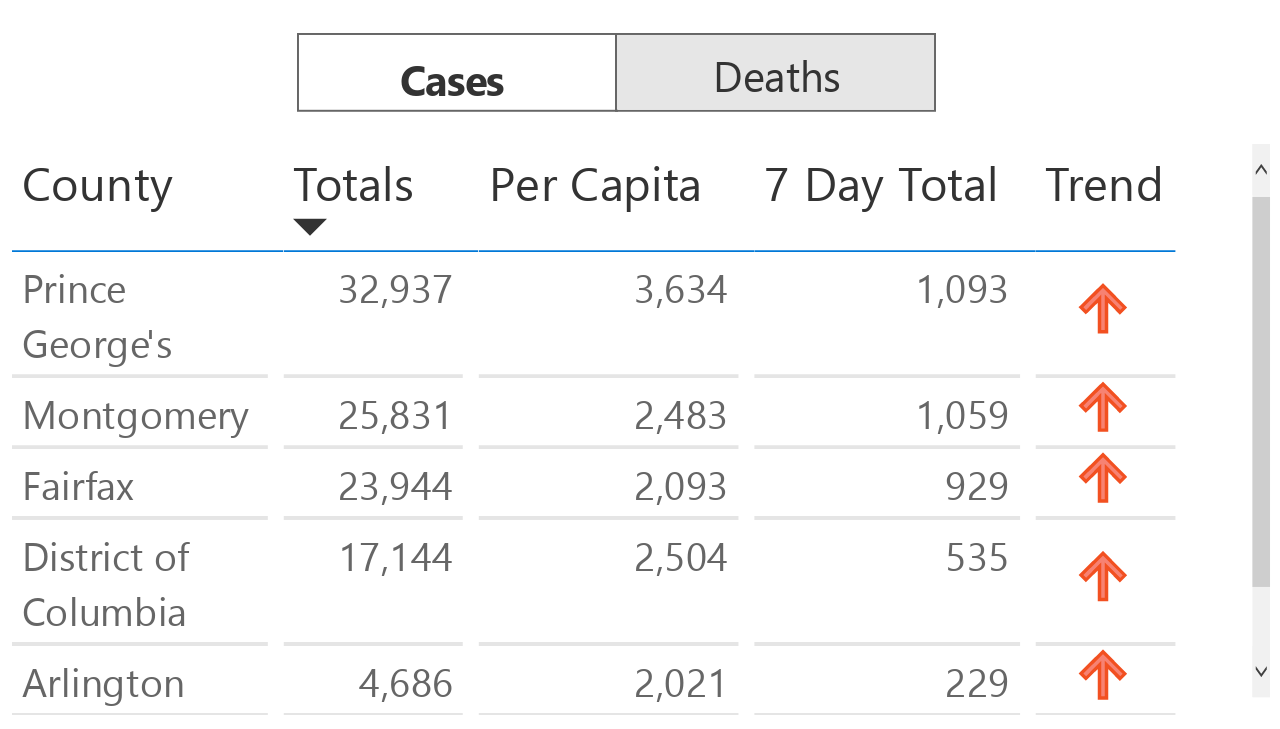 Cases Deaths
County Totals Per Capita 7 Day Total Trend
Prince 32,937 3,634 1,093
George's
Montgomery 25,831 2,483 1,059
Fairfax 23,944 2,093 929
District of 17,144 2,504 535
Columbia
Arlington 4,686 2,021 229